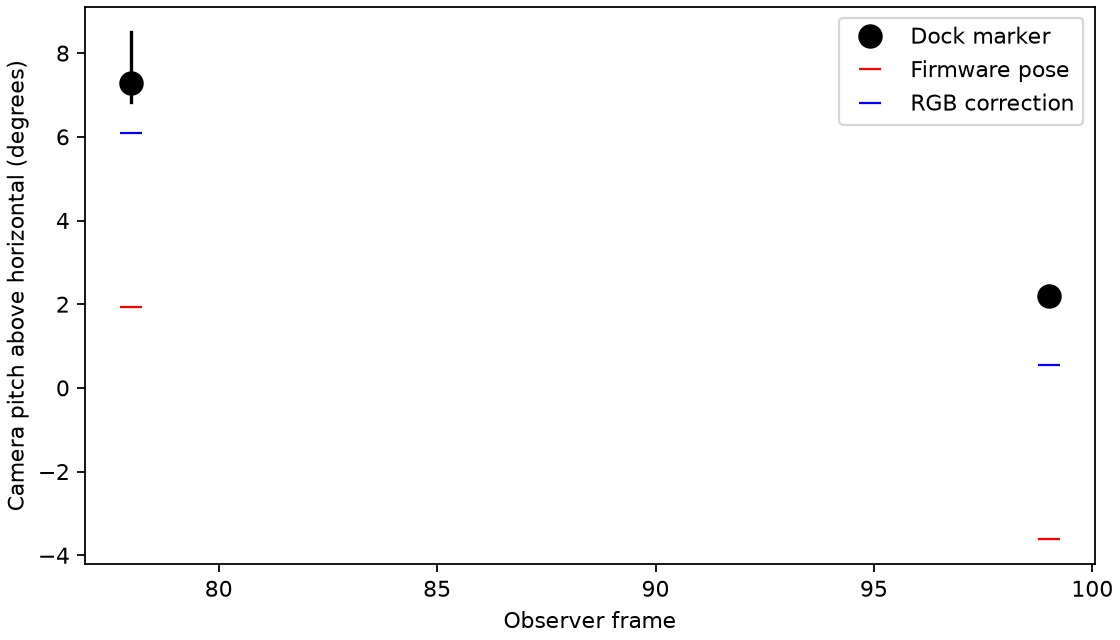 Camera pitch above horizontal (degrees)
8
6
4
2
0
−2
−4
80
85
90
95
100
Observer frame
Dock marker
Firmware pose
RGB correction